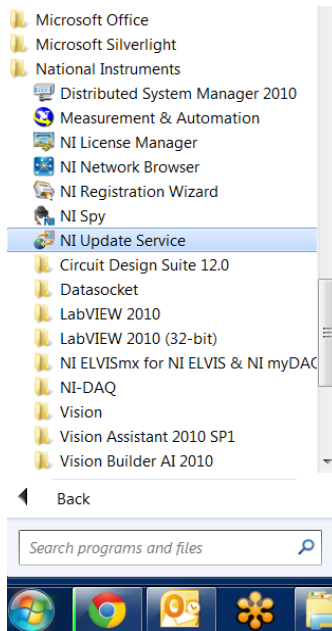 Microsoft Office
Microsoft Silverlight
National Instruments
Distributed System Manager 2010
Measurement & Automation
NI License Manager
NI Network Browser
NI Registration Wizard
NI Spy
NI Update Service
Circuit Design Suite 12.0
Datasocket
LabVIEW 2010
LabVIEW 2010 (32-bit)
NI ELVISmx for NI ELVIS & NI myDAC
NI-DAQ
Vision
Vision Assistant 2010 SP1
Vision Builder AI 2010
Back
Search programs and files